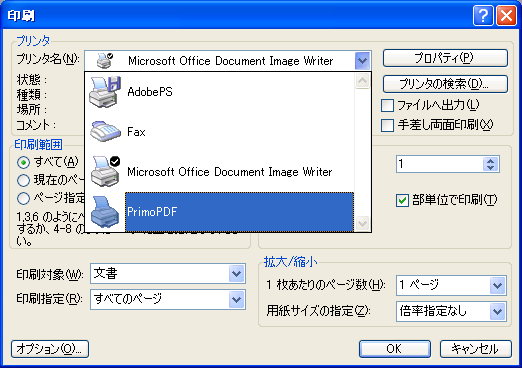 印刷
プリンタ
プリンタ名(N):
Microsoft Office Document Image Writer
プロパティ(P)
状態:
種類:
場所:
コメント:
AdobePS
Fax
Microsoft Office Document Image Writer
PrimoPDF
プリンタの検索(D)...
ファイルへ出力(L)
手差し両面印刷(X)
印刷範囲
すべて(A)
現在のペー
ページ指定
1,3,6 のようにペ
するか、4-8 の
い。
1
部単位で印刷(T)
印刷対象(W):
文書
印刷指定(R):
すべてのページ
拡大/縮小
1 枚あたりのページ数(H):
1 ページ
用紙サイズの指定(Z):
倍率指定なし
オプション(O)...
OK
キャンセル